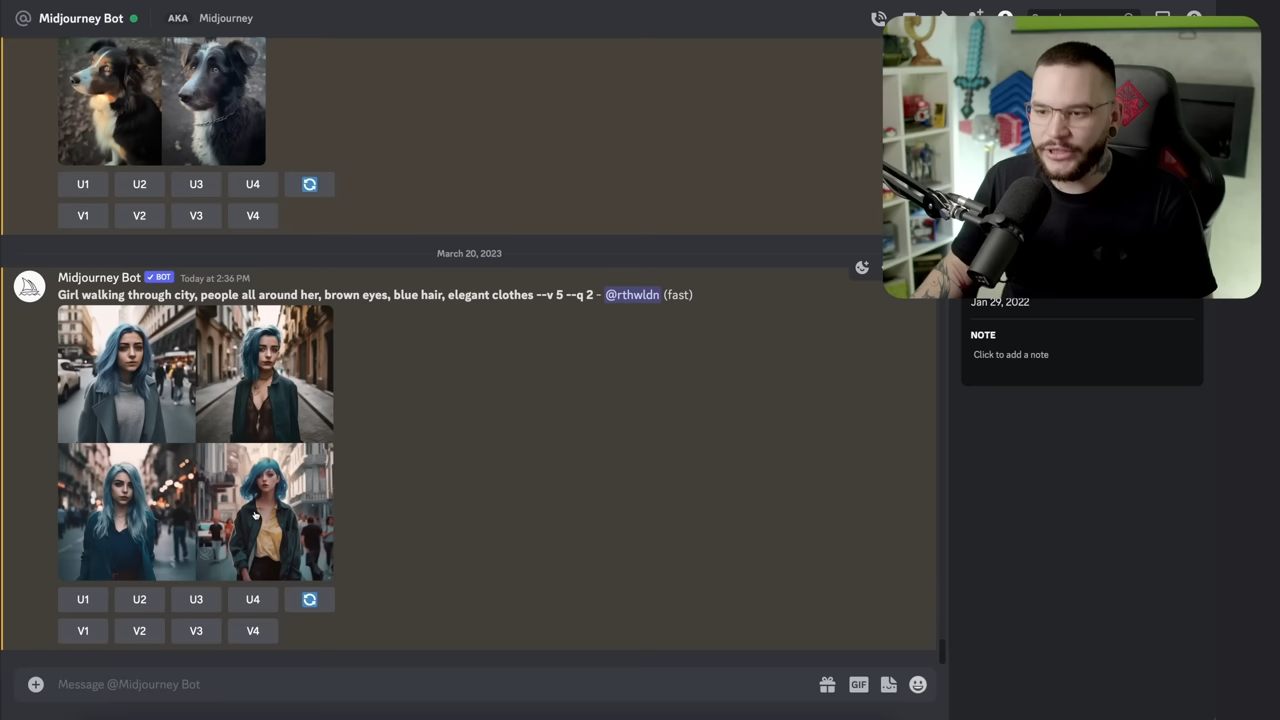 Midjourney Bot AKA Midjourney
U1 U2 U3 U4
V1 V2 V3 V4
March 20, 2023
Midjourney Bot BOT Today at 2:36 PM
Girl walking through city, people all around her, brown eyes, blue hair, elegant clothes --v 5 --q 2 - @rthwldn (fast)
Jan 29, 2022
NOTE
Click to add a note
U1 U2 U3 U4
V1 V2 V3 V4
Message @Midjourney Bot
GIF